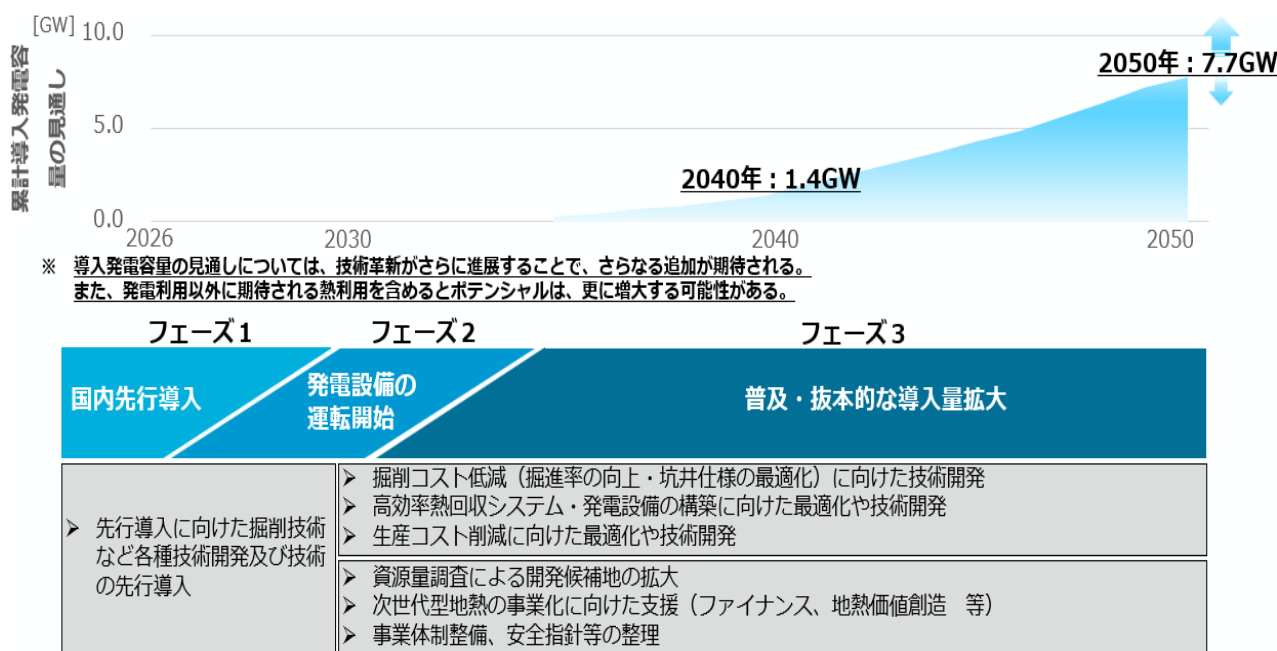 [GW]
10.0
5.0
0.0
累計導入発電容
量の見通し
2050年：7.7GW
2040年：1.4GW
2026
2030
2040
2050
※ 導入発電容量の見通しについては、技術革新がさらに進展することで、さらなる追加が期待される。
また、発電利用以外に期待される熱利用を含めるとポテンシャルは、更に増大する可能性がある。
フェーズ1
フェーズ2
フェーズ3
国内先行導入
発電設備の
運転開始
普及・抜本的な導入量拡大
➢ 先行導入に向けた掘削技術
など各種技術開発及び技術
の先行導入
➢ 掘削コスト低減（掘進率の向上・坑井仕様の最適化）に向けた技術開発
➢ 高効率熱回収システム・発電設備の構築に向けた最適化や技術開発
➢ 生産コスト削減に向けた最適化や技術開発
➢ 資源量調査による開発候補地の拡大
➢ 次世代型地熱の事業化に向けた支援（ファイナンス、地熱価値創造　等）
➢ 事業体制整備、安全指針等の整理